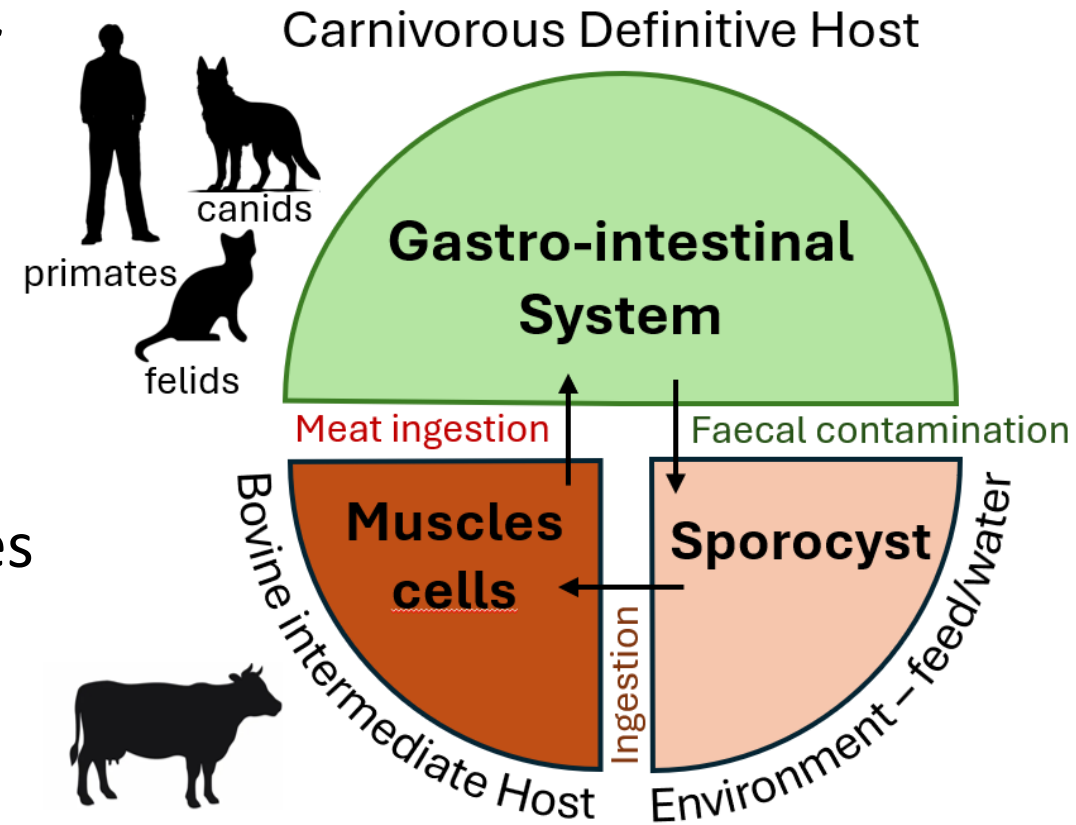 Carnivorous Definitive Host
canids
primates
felids
Gastro-intestinal
System
Meat ingestion
Faecal contamination
Muscles
cells
Sporocyst
Ingestion
Bovine intermediate Host
Environment – feed/water
es